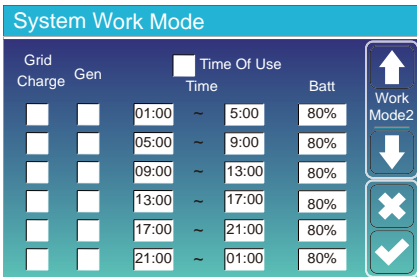 System Work Mode
Grid Charge
Gen
Time Of Use
Time
Batt
Work Mode2
01:00 ~ 5:00 80%
05:00 ~ 9:00 80%
09:00 ~ 13:00 80%
13:00 ~ 17:00 80%
17:00 ~ 21:00 80%
21:00 ~ 01:00 80%